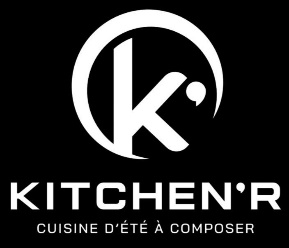 K'
KITCHEN'R
CUISINE D'ÉTÉ À COMPOSER